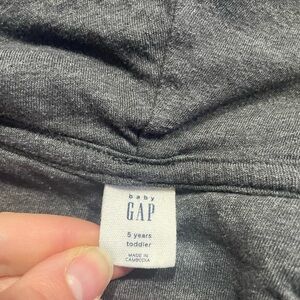 baby
GAP
5 years
toddler
MADE IN
CAMBODIA